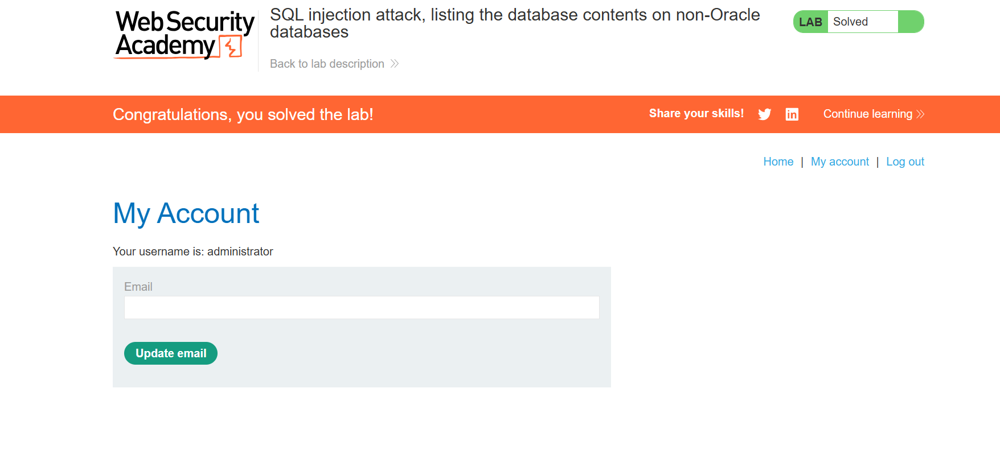 Web Security
Academy
SQL injection attack, listing the database contents on non-Oracle
databases
Back to lab description
LAB Solved
Congratulations, you solved the lab!
Share your skills!
Continue learning
Home | My account | Log out
My Account
Your username is: administrator
Email
Update email